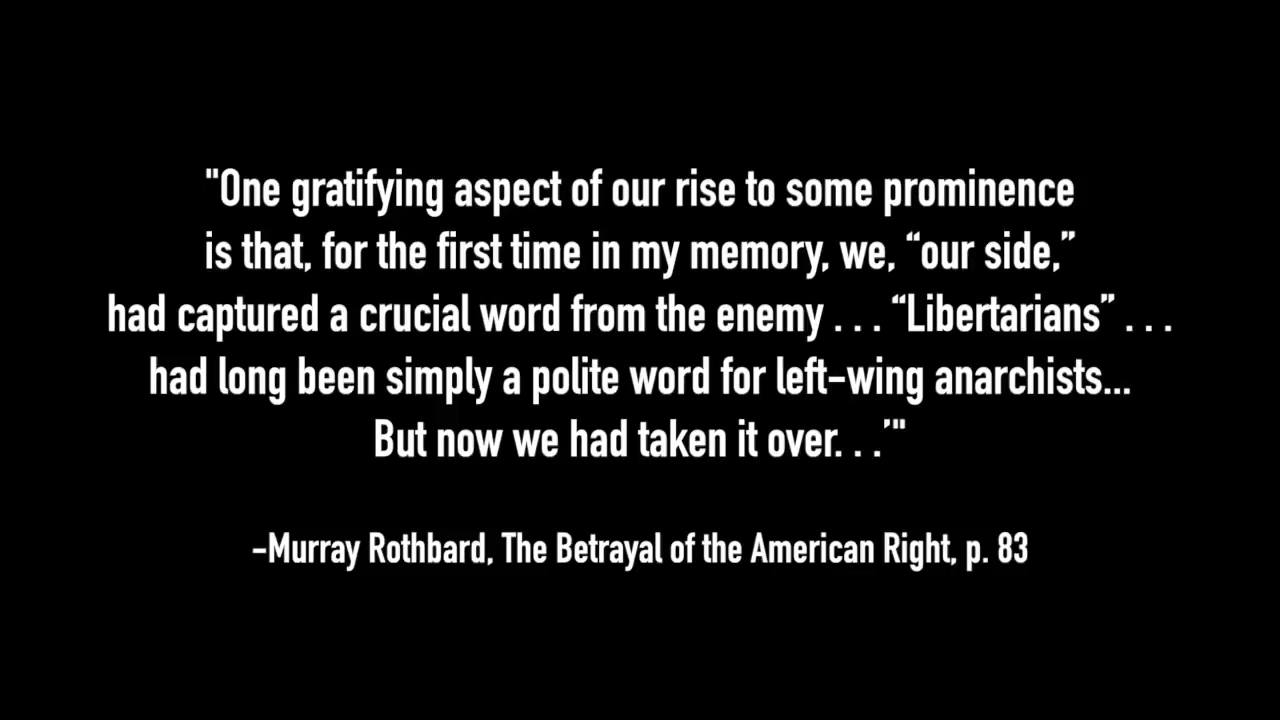 "One gratifying aspect of our rise to some prominence
is that, for the first time in my memory, we, “our side,”
had captured a crucial word from the enemy . . . “Libertarians” . . .
had long been simply a polite word for left-wing anarchists...
But now we had taken it over. . .’"
-Murray Rothbard, The Betrayal of the American Right, p. 83